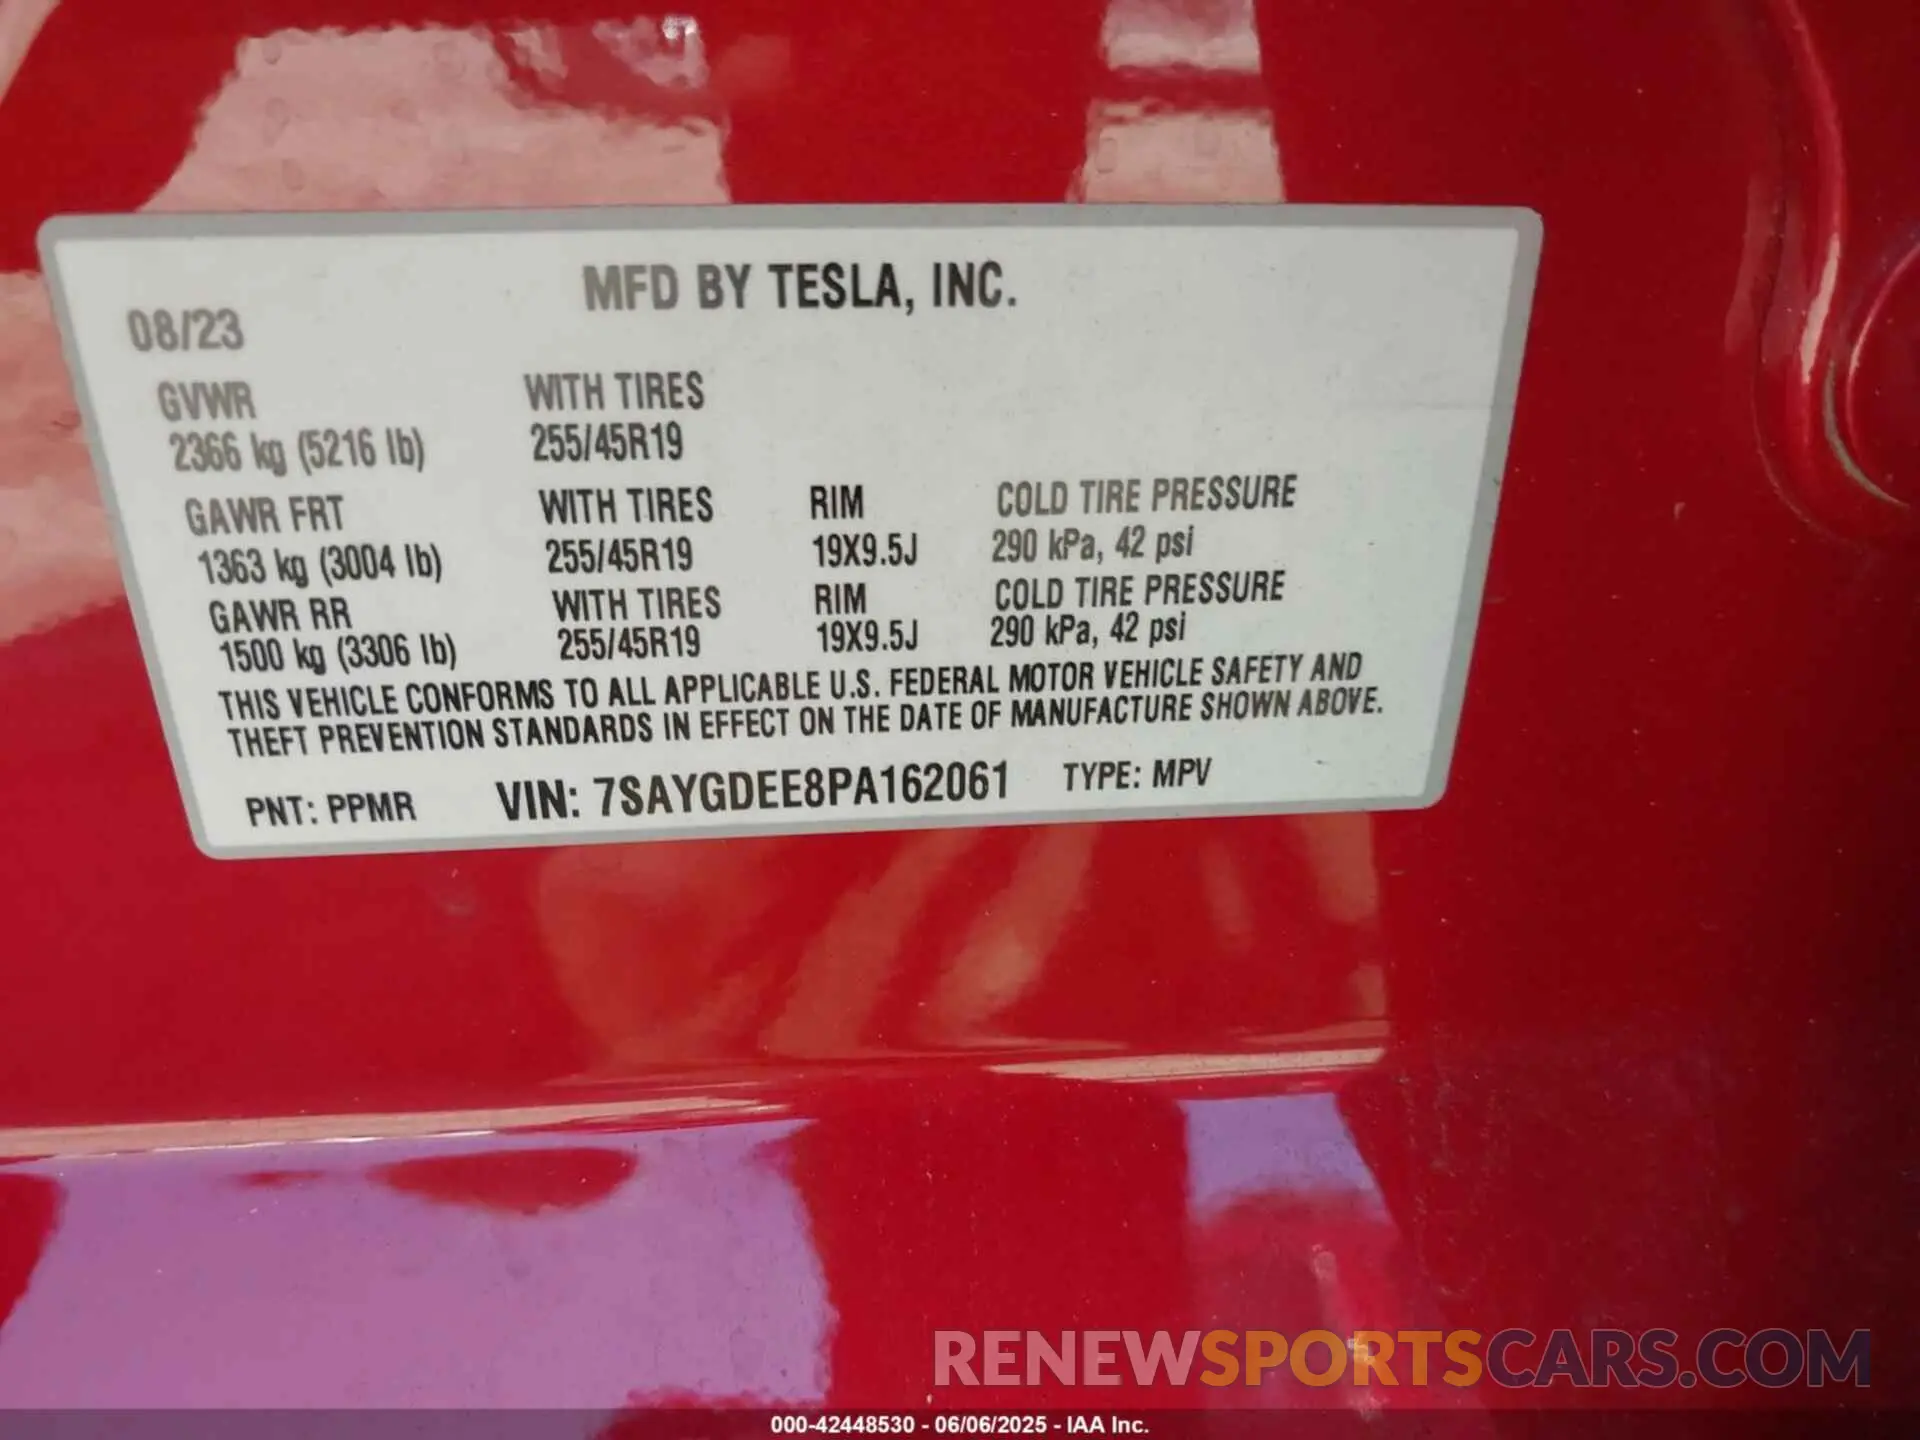 MFD BY TESLA, INC.
08/23
GVWR WITH TIRES
2366 kg (5216 lb) 255/45R19
GAWR FRT WITH TIRES RIM COLD TIRE PRESSURE
1363 kg (3004 lb) 255/45R19 19X9.5J 290 kPa, 42 psi
GAWR RR WITH TIRES RIM COLD TIRE PRESSURE
1500 kg (3306 lb) 255/45R19 19X9.5J 290 kPa, 42 psi
THIS VEHICLE CONFORMS TO ALL APPLICABLE U.S. FEDERAL MOTOR VEHICLE SAFETY AND
THEFT PREVENTION STANDARDS IN EFFECT ON THE DATE OF MANUFACTURE SHOWN ABOVE.
PNT: PPMR VIN: 7SAYGDEE8PA162061 TYPE: MPV
RENEWSPORTSCARS.COM
000-42448530 - 06/06/2025 - IAA Inc.